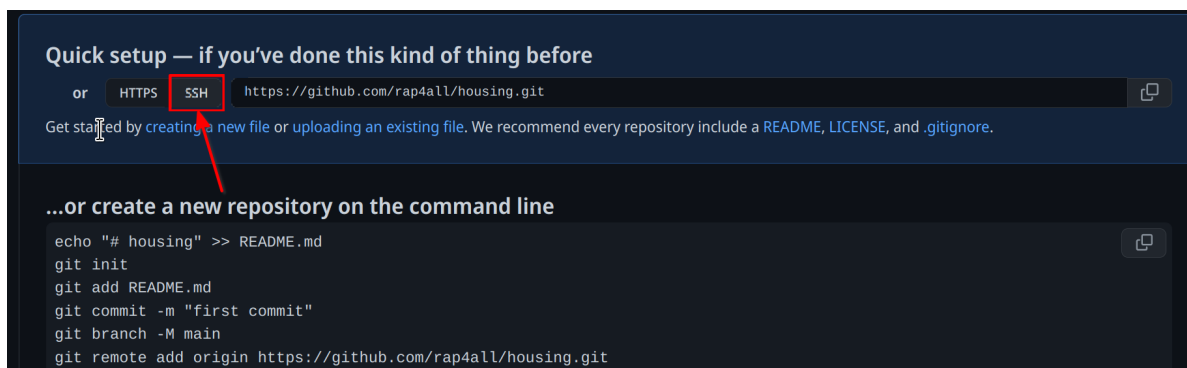 Quick setup — if you’ve done this kind of thing before
or HTTPS SSH https://github.com/rap4all/housing.git
Get started by creating a new file or uploading an existing file. We recommend every repository include a README, LICENSE, and .gitignore.
...or create a new repository on the command line
echo "# housing" >> README.md
git init
git add README.md
git commit -m "first commit"
git branch -M main
git remote add origin https://github.com/rap4all/housing.git